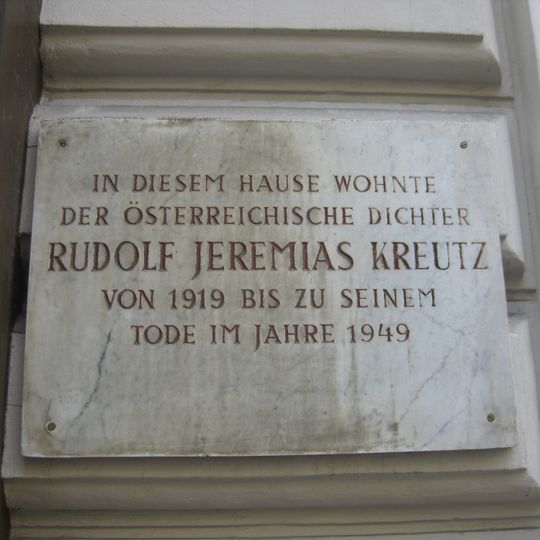 IN DIESEM HAUSE WOHNTE
DER ÖSTERREICHISCHE DICHTER
RUDOLF JEREMIAS KREUTZ
VON 1919 BIS ZU SEINEM
TODE IM JAHRE 1949